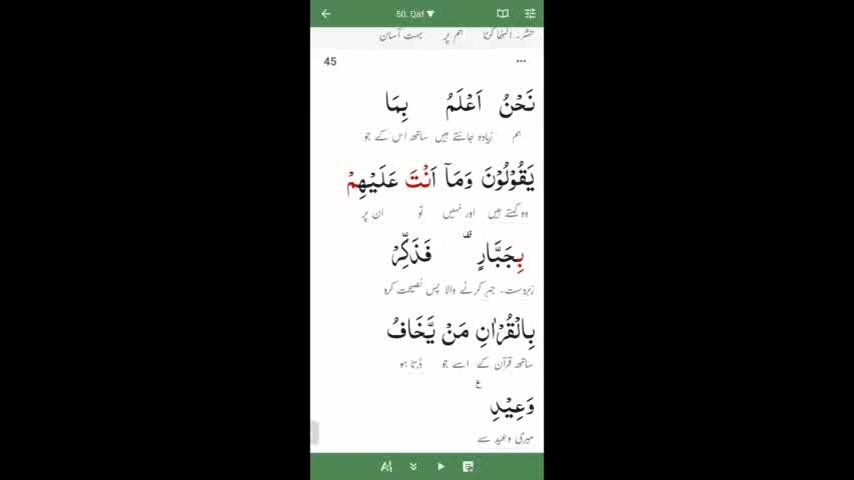 50. Qaf
حشر۔ اکٹھا کرنا ہم پر بہت آسان
45
نَحْنُ اَعْلَمُ بِمَا
ہم زیادہ جانتے ہیں ساتھ اس کے جو
يَقُوْلُوْنَ وَمَآ اَنْتَ عَلَيْهِمْ
وہ کہتے ہیں اور نہیں تو ان پر
بِجَبَّارٍ ۣ فَذَكِّرْ
زبردست۔ جبر کرنے والا پس نصیحت کرو
بِالْقُرْاٰنِ مَنْ يَّخَافُ
ساتھ قرآن کے اسے جو ڈرتا ہو
وَعِيْدِ ع
میری وعید سے